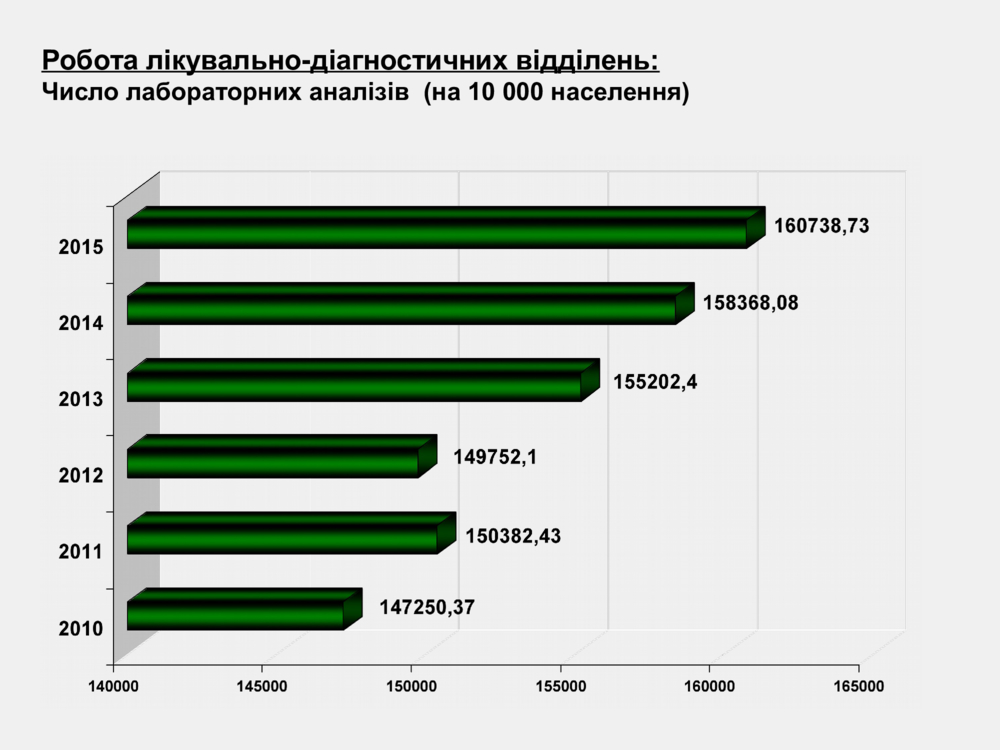 Робота лікувально-діагностичних відділень:
Число лабораторних аналізів (на 10 000 населення)
2015 160738,73
2014 158368,08
2013 155202,4
2012 149752,1
2011 150382,43
2010 147250,37
140000 145000 150000 155000 160000 165000